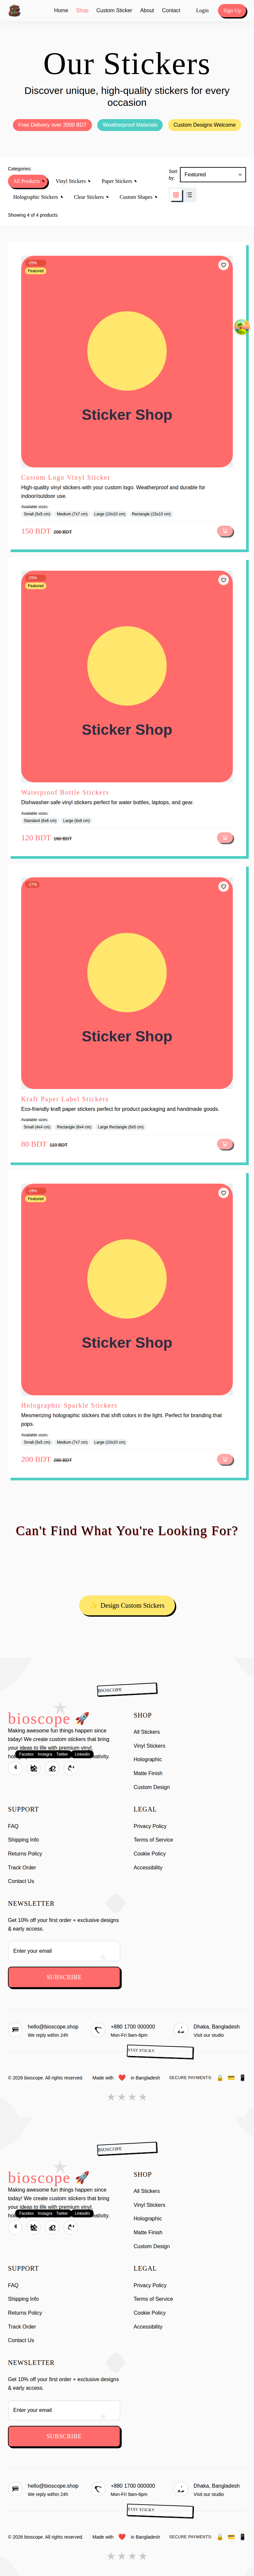 Home Shop Custom Sticker About Contact Login Sign Up
Our Stickers
Discover unique, high-quality stickers for every
occasion
Free Delivery over 2000 BDT Weatherproof Materials Custom Designs Welcome
Categories:
All Products Vinyl Stickers Paper Stickers
Holographic Stickers Clear Stickers Custom Shapes
Sort
by:
Featured
Showing 4 of 4 products
-25%
Featured
Sticker Shop
Custom Logo Vinyl Sticker
High-quality vinyl stickers with your custom logo. Weatherproof and durable for
indoor/outdoor use.
Available sizes:
Small (5x5 cm) Medium (7x7 cm) Large (10x10 cm) Rectangle (15x10 cm)
150 BDT 200 BDT
-25%
Featured
Sticker Shop
Waterproof Bottle Stickers
Dishwasher-safe vinyl stickers perfect for water bottles, laptops, and gear.
Available sizes:
Standard (6x6 cm) Large (8x8 cm)
120 BDT 160 BDT
-27%
Sticker Shop
Kraft Paper Label Stickers
Eco-friendly kraft paper stickers perfect for product packaging and handmade goods.
Available sizes:
Small (4x4 cm) Rectangle (6x4 cm) Large Rectangle (8x5 cm)
80 BDT 110 BDT
-29%
Featured
Sticker Shop
Holographic Sparkle Stickers
Mesmerizing holographic stickers that shift colors in the light. Perfect for branding that
pops.
Available sizes:
Small (5x5 cm) Medium (7x7 cm) Large (10x10 cm)
200 BDT 280 BDT
Can't Find What You're Looking For?
Design Custom Stickers
BIOSCOPE
bioscope
Making awesome fun things happen since
today! We create custom stickers that bring
your ideas to life with premium vinyl,
Instagra Twitter LinkedIn
SHOP
All Stickers
Vinyl Stickers
Holographic
Matte Finish
Custom Design
SUPPORT
FAQ
Shipping Info
Returns Policy
Track Order
Contact Us
LEGAL
Privacy Policy
Terms of Service
Cookie Policy
Accessibility
NEWSLETTER
Get 10% off your first order + exclusive designs
& early access.
Enter your email
SUBSCRIBE
hello@bioscope.shop
We reply within 24h
+880 1700 000000
Mon-Fri 9am-6pm
Dhaka, Bangladesh
Visit our studio
STAY STICKY
© 2026 bioscope. All rights reserved. Made with ❤️ in Bangladesh SECURE PAYMENTS:
BIOSCOPE
bioscope
Making awesome fun things happen since
today! We create custom stickers that bring
your ideas to life with premium vinyl,
Instagra Twitter LinkedIn
SHOP
All Stickers
Vinyl Stickers
Holographic
Matte Finish
Custom Design
SUPPORT
FAQ
Shipping Info
Returns Policy
Track Order
Contact Us
LEGAL
Privacy Policy
Terms of Service
Cookie Policy
Accessibility
NEWSLETTER
Get 10% off your first order + exclusive designs
& early access.
Enter your email
SUBSCRIBE
hello@bioscope.shop
We reply within 24h
+880 1700 000000
Mon-Fri 9am-6pm
Dhaka, Bangladesh
Visit our studio
STAY STICKY
© 2026 bioscope. All rights reserved. Made with ❤️ in Bangladesh SECURE PAYMENTS: